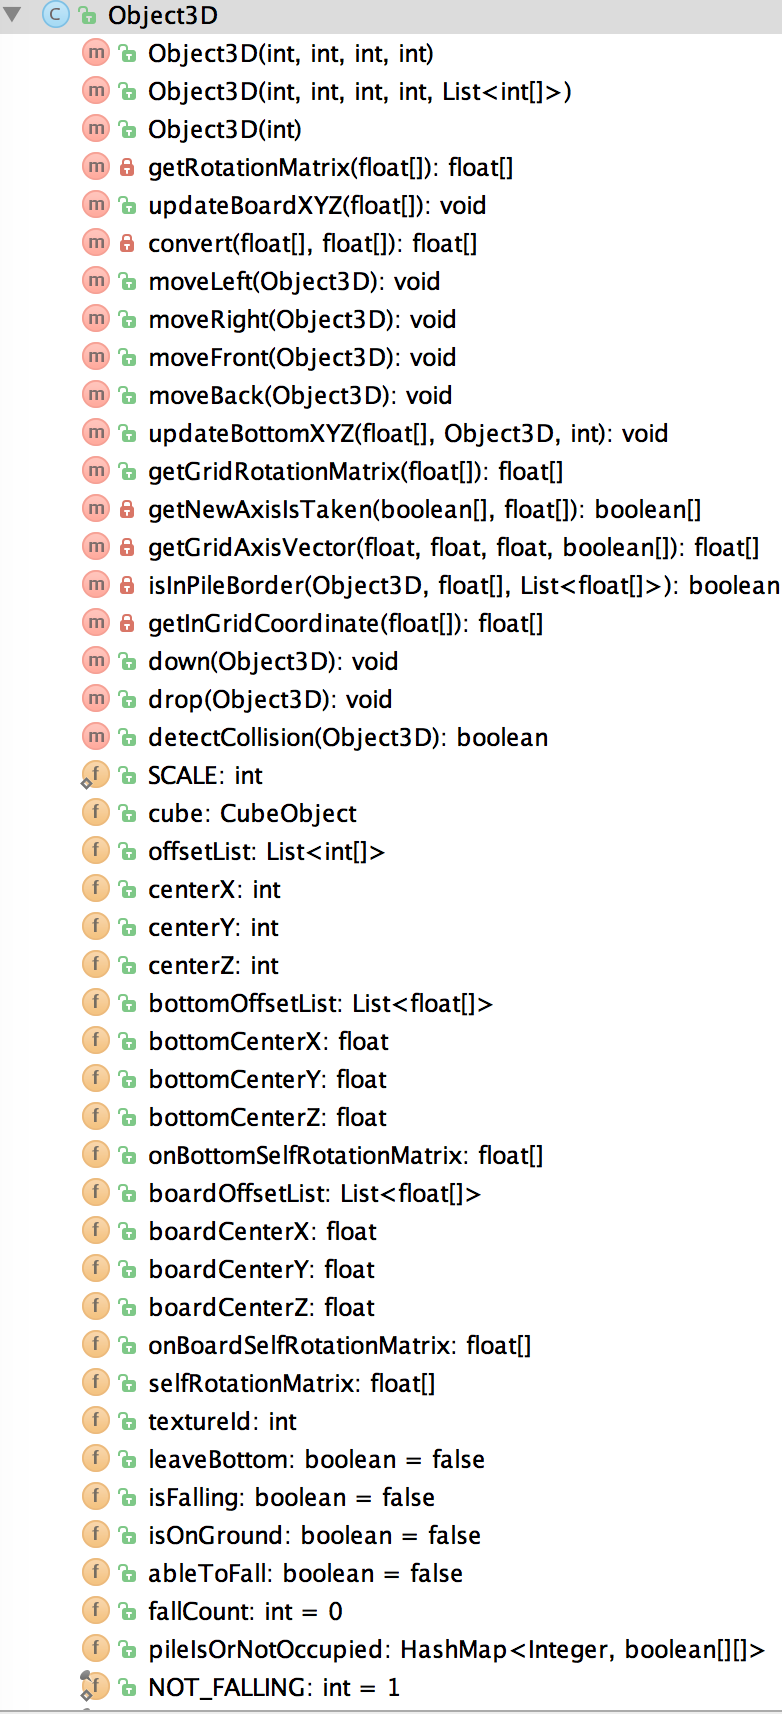 Object3D
Object3D(int, int, int, int)
Object3D(int, int, int, int, List<int[]>)
Object3D(int)
getRotationMatrix(float[]): float[]
updateBoardXYZ(float[]): void
convert(float[], float[]): float[]
moveLeft(Object3D): void
moveRight(Object3D): void
moveFront(Object3D): void
moveBack(Object3D): void
updateBottomXYZ(float[], Object3D, int): void
getGridRotationMatrix(float[]): float[]
getNewAxisIsTaken(boolean[], float[]): boolean[]
getGridAxisVector(float, float, float, boolean[]): float[]
isInPileBorder(Object3D, float[], List<float[]>): boolean
getInGridCoordinate(float[]): float[]
down(Object3D): void
drop(Object3D): void
detectCollision(Object3D): boolean
SCALE: int
cube: CubeObject
offsetList: List<int[]>
centerX: int
centerY: int
centerZ: int
bottomOffsetList: List<float[]>
bottomCenterX: float
bottomCenterY: float
bottomCenterZ: float
onBottomSelfRotationMatrix: float[]
boardOffsetList: List<float[]>
boardCenterX: float
boardCenterY: float
boardCenterZ: float
onBoardSelfRotationMatrix: float[]
selfRotationMatrix: float[]
textureId: int
leaveBottom: boolean = false
isFalling: boolean = false
isOnGround: boolean = false
ableToFall: boolean = false
fallCount: int = 0
pileIsOrNotOccupied: HashMap<Integer, boolean[][]>
NOT_FALLING: int = 1